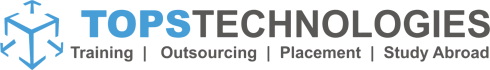 TOPSTECHNOLOGIES
Training | Outsourcing | Placement | Study Abroad